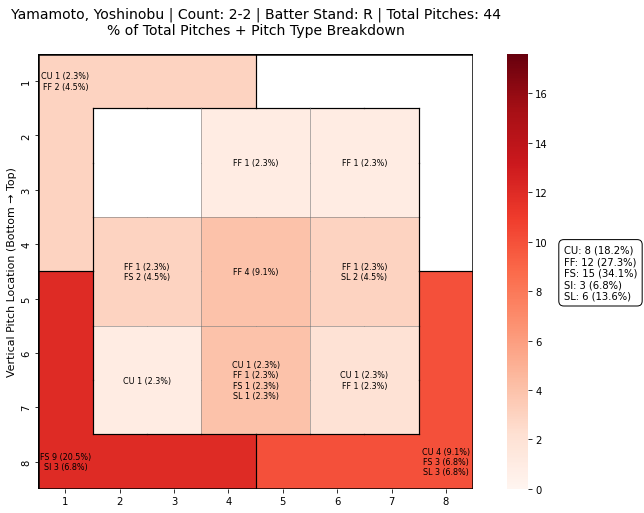 Yamamoto, Yoshinobu | Count: 2-2 | Batter Stand: R | Total Pitches: 44
% of Total Pitches + Pitch Type Breakdown
Vertical Pitch Location (Bottom → Top)
1
2
3
4
5
6
7
8
CU 1 (2.3%)
FF 2 (4.5%)
FF 1 (2.3%)
FF 1 (2.3%)
FF 1 (2.3%)
FS 2 (4.5%)
FF 4 (9.1%)
FF 1 (2.3%)
SL 2 (4.5%)
CU 1 (2.3%)
CU 1 (2.3%)
FF 1 (2.3%)
FS 1 (2.3%)
SL 1 (2.3%)
CU 1 (2.3%)
FF 1 (2.3%)
FS 9 (20.5%)
SI 3 (6.8%)
CU 4 (9.1%)
FS 3 (6.8%)
SL 3 (6.8%)
1 2 3 4 5 6 7 8
16
14
12
10
8
6
4
2
0
CU: 8 (18.2%)
FF: 12 (27.3%)
FS: 15 (34.1%)
SI: 3 (6.8%)
SL: 6 (13.6%)